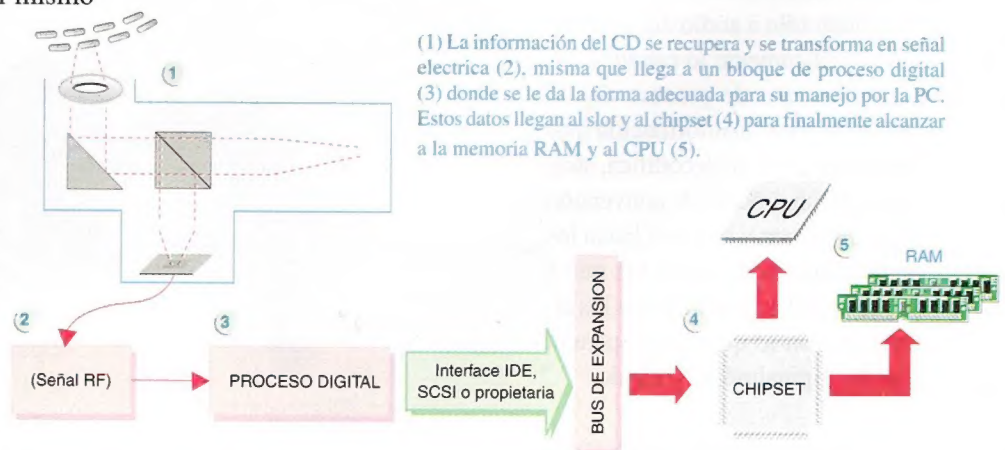 mismo
(1) La información del CD se recupera y se transforma en señal
electrica (2), misma que llega a un bloque de proceso digital
(3) donde se le da la forma adecuada para su manejo por la PC.
Estos datos llegan al slot y al chipset (4) para finalmente alcanzar
a la memoria RAM y al CPU (5).
1
CPU
5
RAM
2
3
4
(Señal RF)
PROCESO DIGITAL
Interface IDE,
SCSI o propietaria
BUS DE EXPANSION
CHIPSET